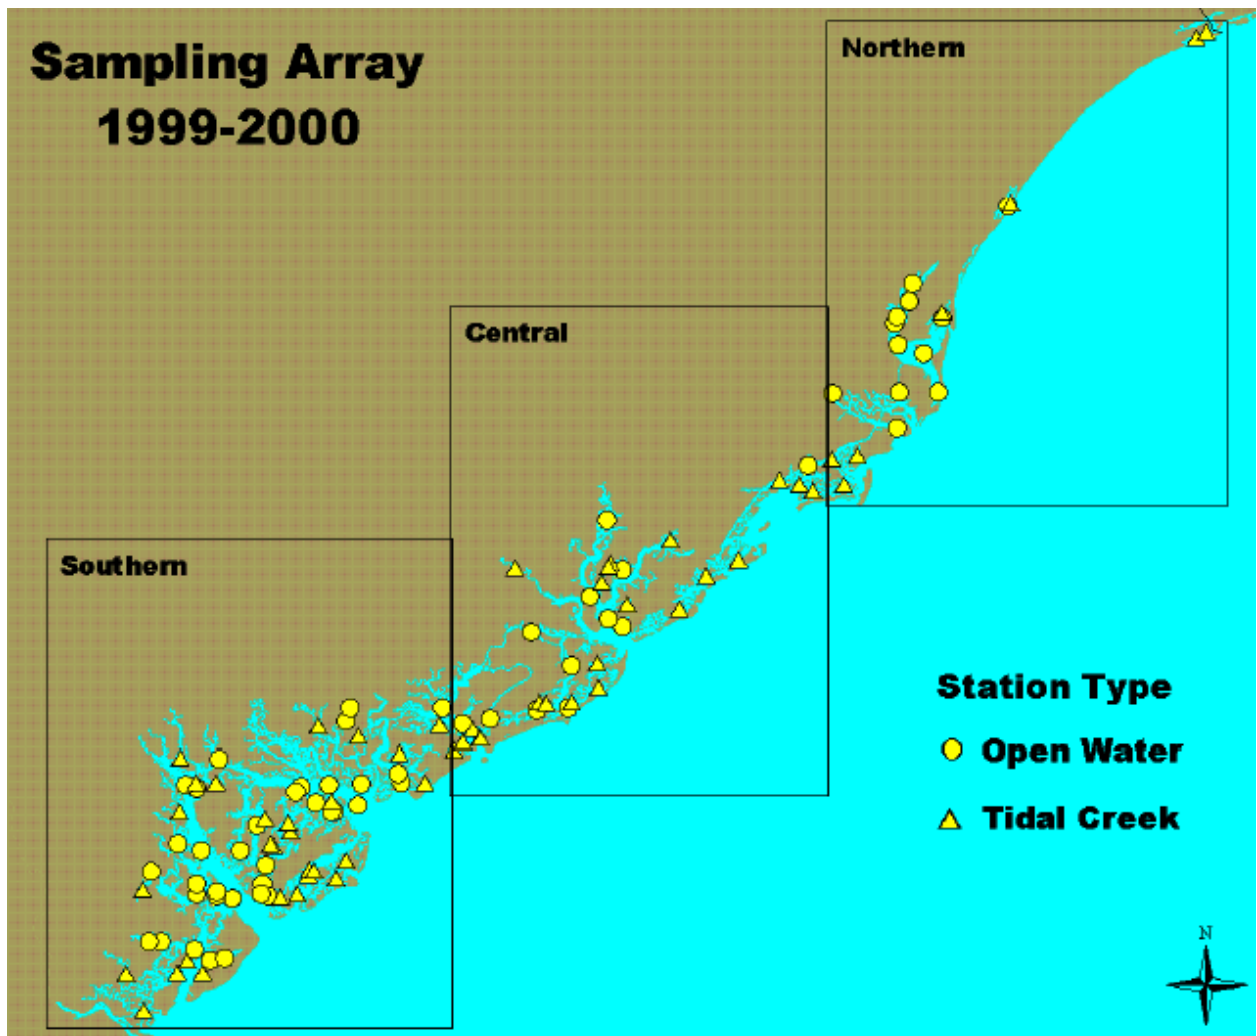 Sampling Array
1999-2000
Northern
Central
Southern
Station Type
Open Water
Tidal Creek
N